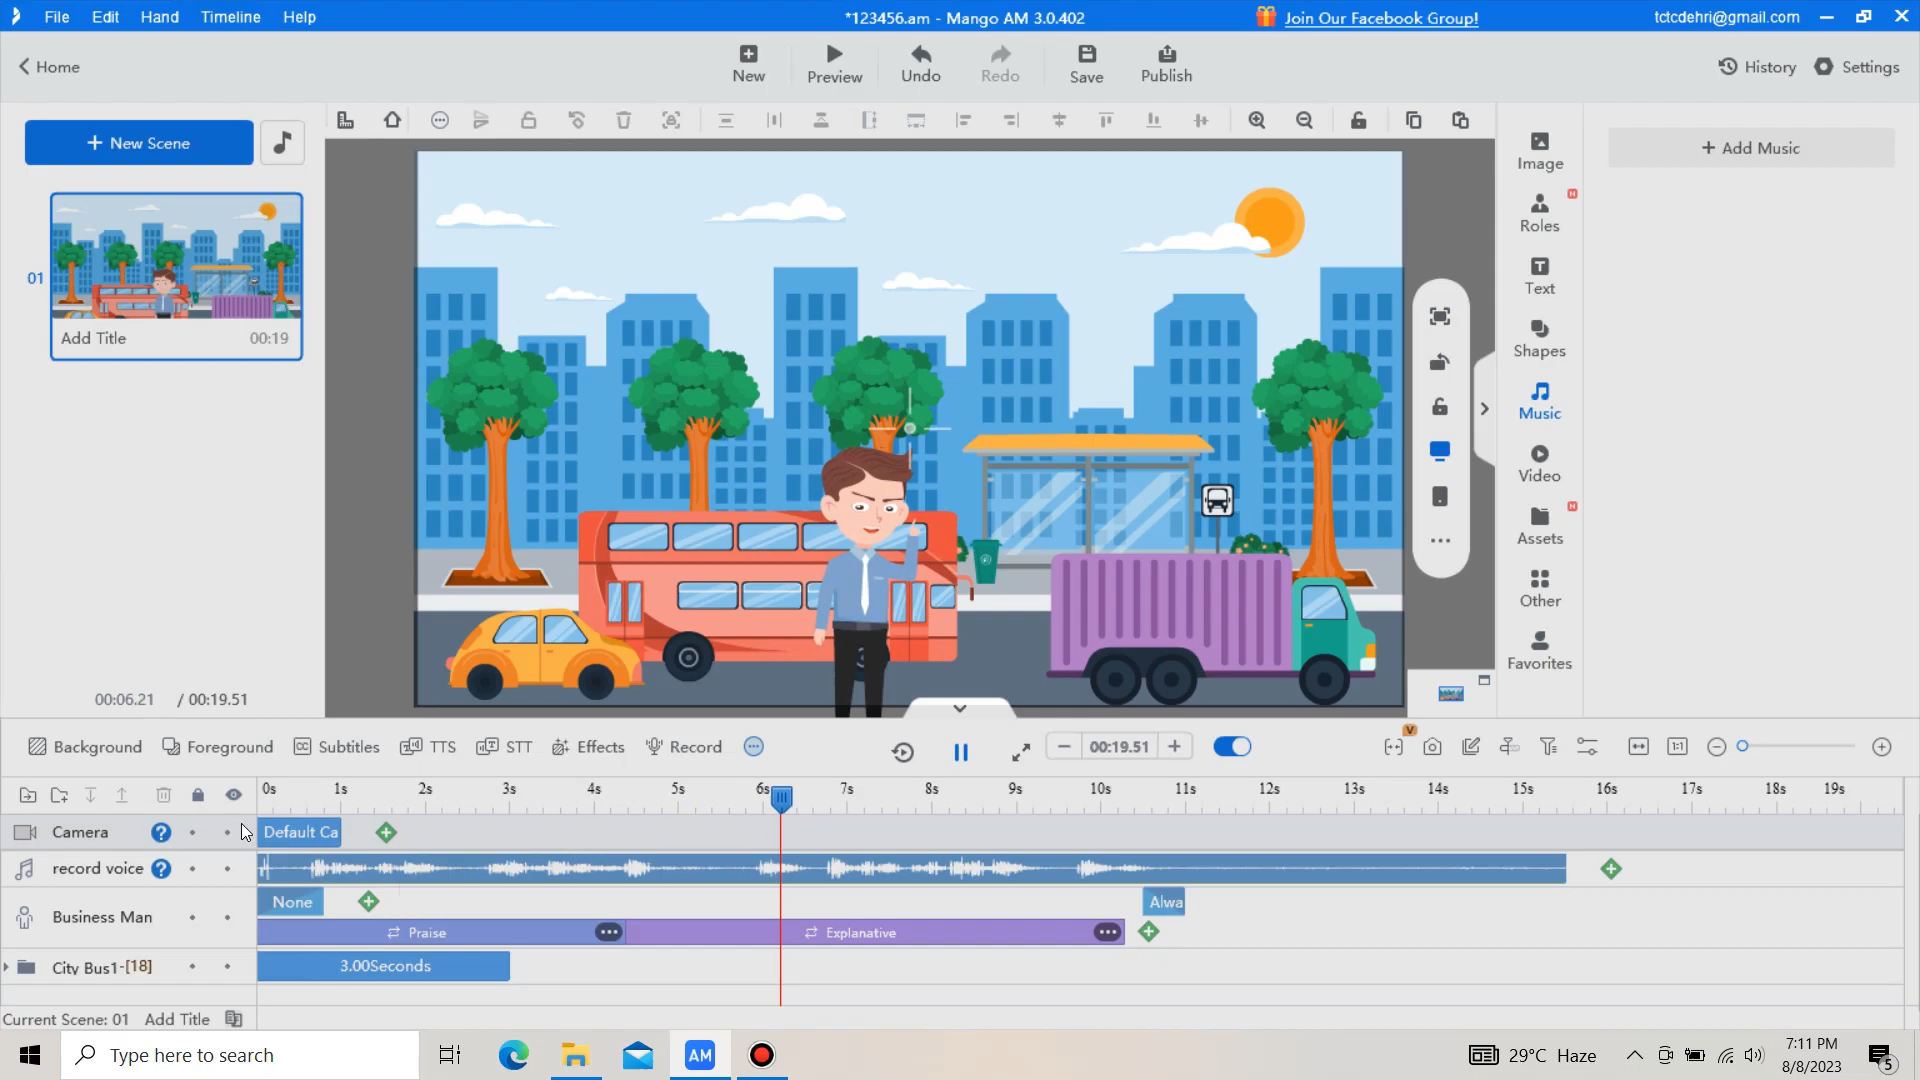 File Edit Hand Timeline Help *123456.am - Mango AM 3.0.402 Join Our Facebook Group! tctcdehri@gmail.com
Home New Preview Undo Redo Save Publish History Settings
+ New Scene
01
Add Title 00:19
00:06.21 / 00:19.51
Image
Roles
N
Text
Shapes
Music
Video
Assets
N
Other
Favorites
+ Add Music
Background Foreground Subtitles TTS STT Effects Record 00:19.51 V 1:1
0s 1s 2s 3s 4s 5s 6s 7s 8s 9s 10s 11s 12s 13s 14s 15s 16s 17s 18s 19s
Camera ? Default Ca
record voice ?
Business Man None Alwa
Praise Explanative
City Bus1-[18] 3.00Seconds
Current Scene: 01 Add Title
Type here to search AM 29°C Haze 7:11 PM
8/8/2023 5